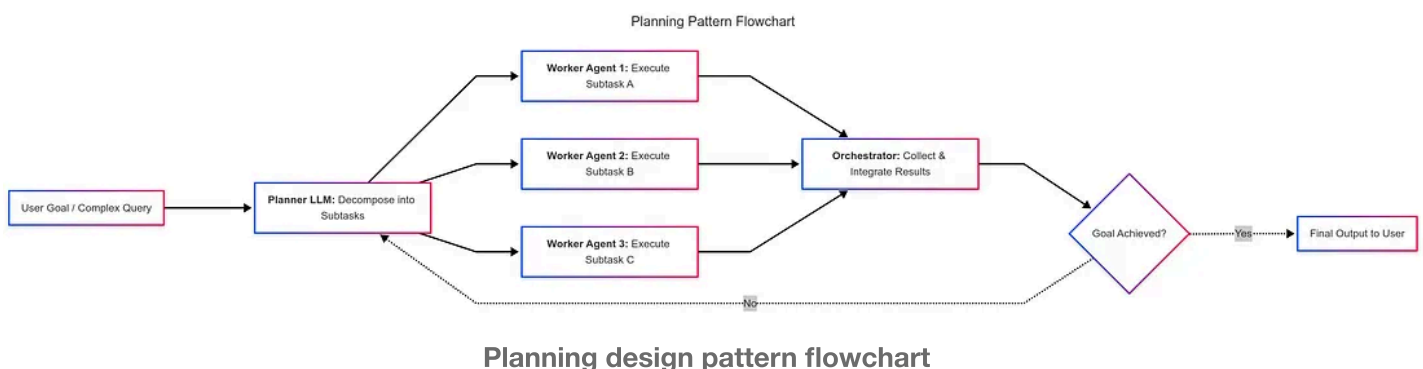 Planning Pattern Flowchart
Worker Agent 1: Execute
Subtask A
Worker Agent 2: Execute
Subtask B
Orchestrator: Collect &
Integrate Results
User Goal / Complex Query
Planner LLM: Decompose into
Subtasks
Worker Agent 3: Execute
Subtask C
Goal Achieved?
Yes
Final Output to User
No
Planning design pattern flowchart